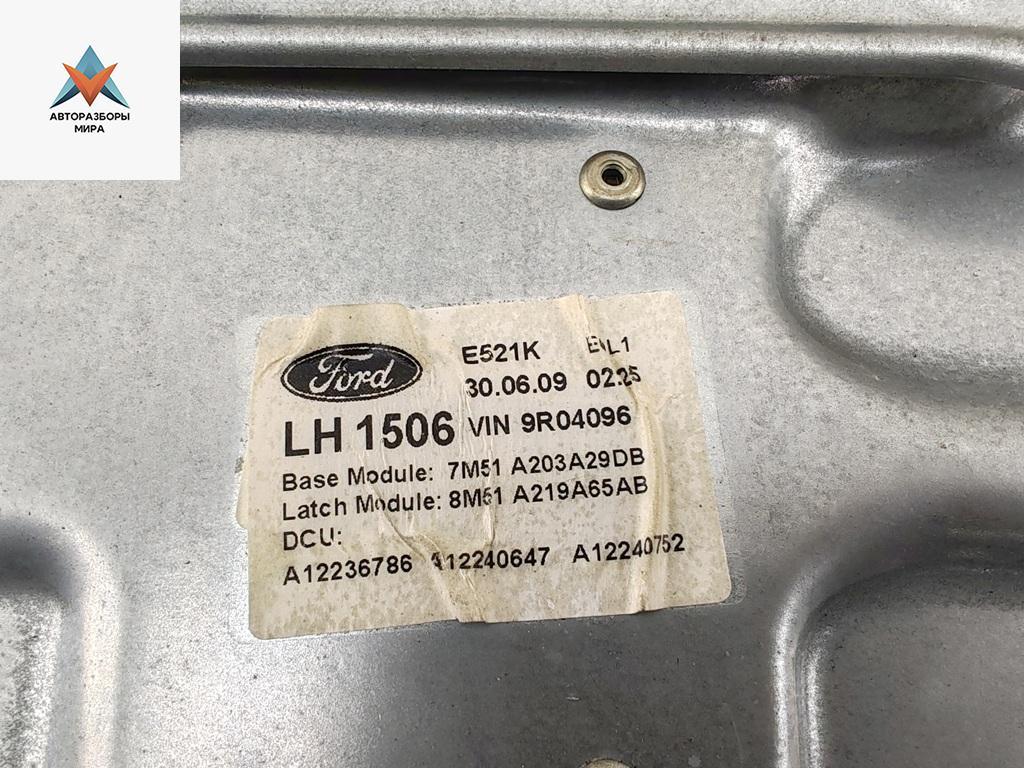 АВТОРАЗБОРЫ
МИРА
Ford
E521K
30.06.09 02:25
LH 1506 VIN 9R04096
Base Module: 7M51 A203A29DB
Latch Module: 8M51 A219A65AB
DCU:
A12236786 A12240647 A12240752